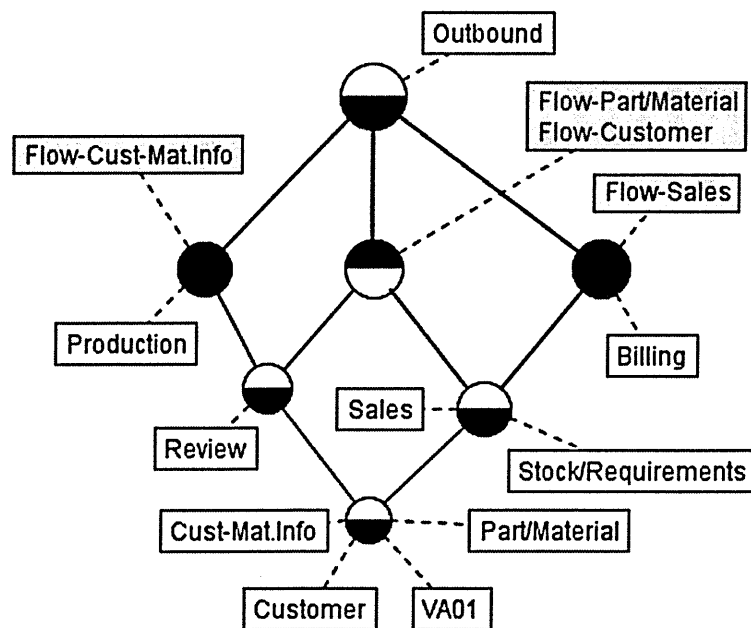 Outbound
Flow-Part/Material
Flow-Customer
Flow-Cust-Mat.Info
Flow-Sales
Production
Billing
Sales
Review
Stock/Requirements
Cust-Mat.Info
Part/Material
Customer
VA01